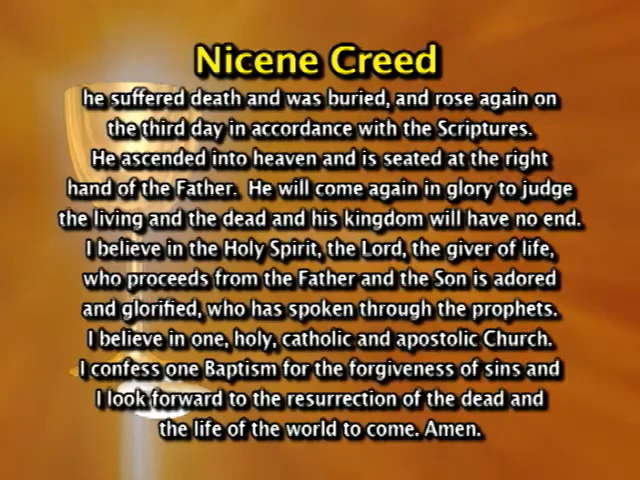 Nicene Creed
he suffered death and was buried, and rose again on
the third day in accordance with the Scriptures.
He ascended into heaven and is seated at the right
hand of the Father. He will come again in glory to judge
the living and the dead and his kingdom will have no end.
I believe in the Holy Spirit, the Lord, the giver of life,
who proceeds from the Father and the Son is adored
and glorified, who has spoken through the prophets.
I believe in one, holy, catholic and apostolic Church.
I confess one Baptism for the forgiveness of sins and
I look forward to the resurrection of the dead and
the life of the world to come. Amen.